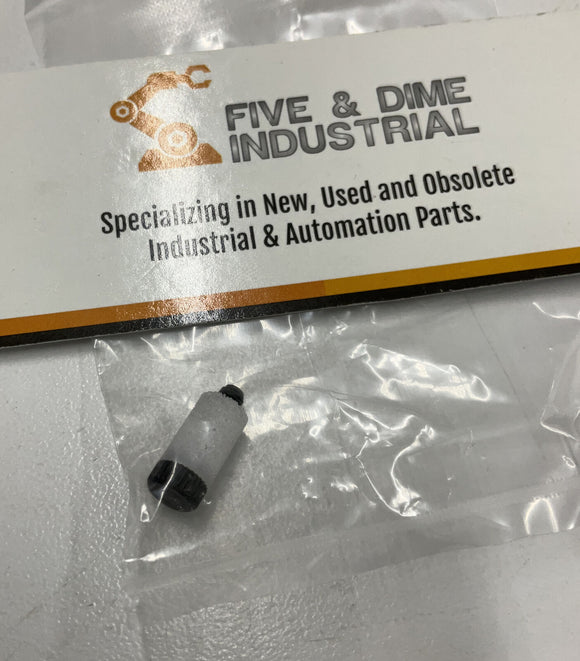 FIVE & DIME
INDUSTRIAL
Specializing in New, Used and Obsolete
Industrial & Automation Parts.